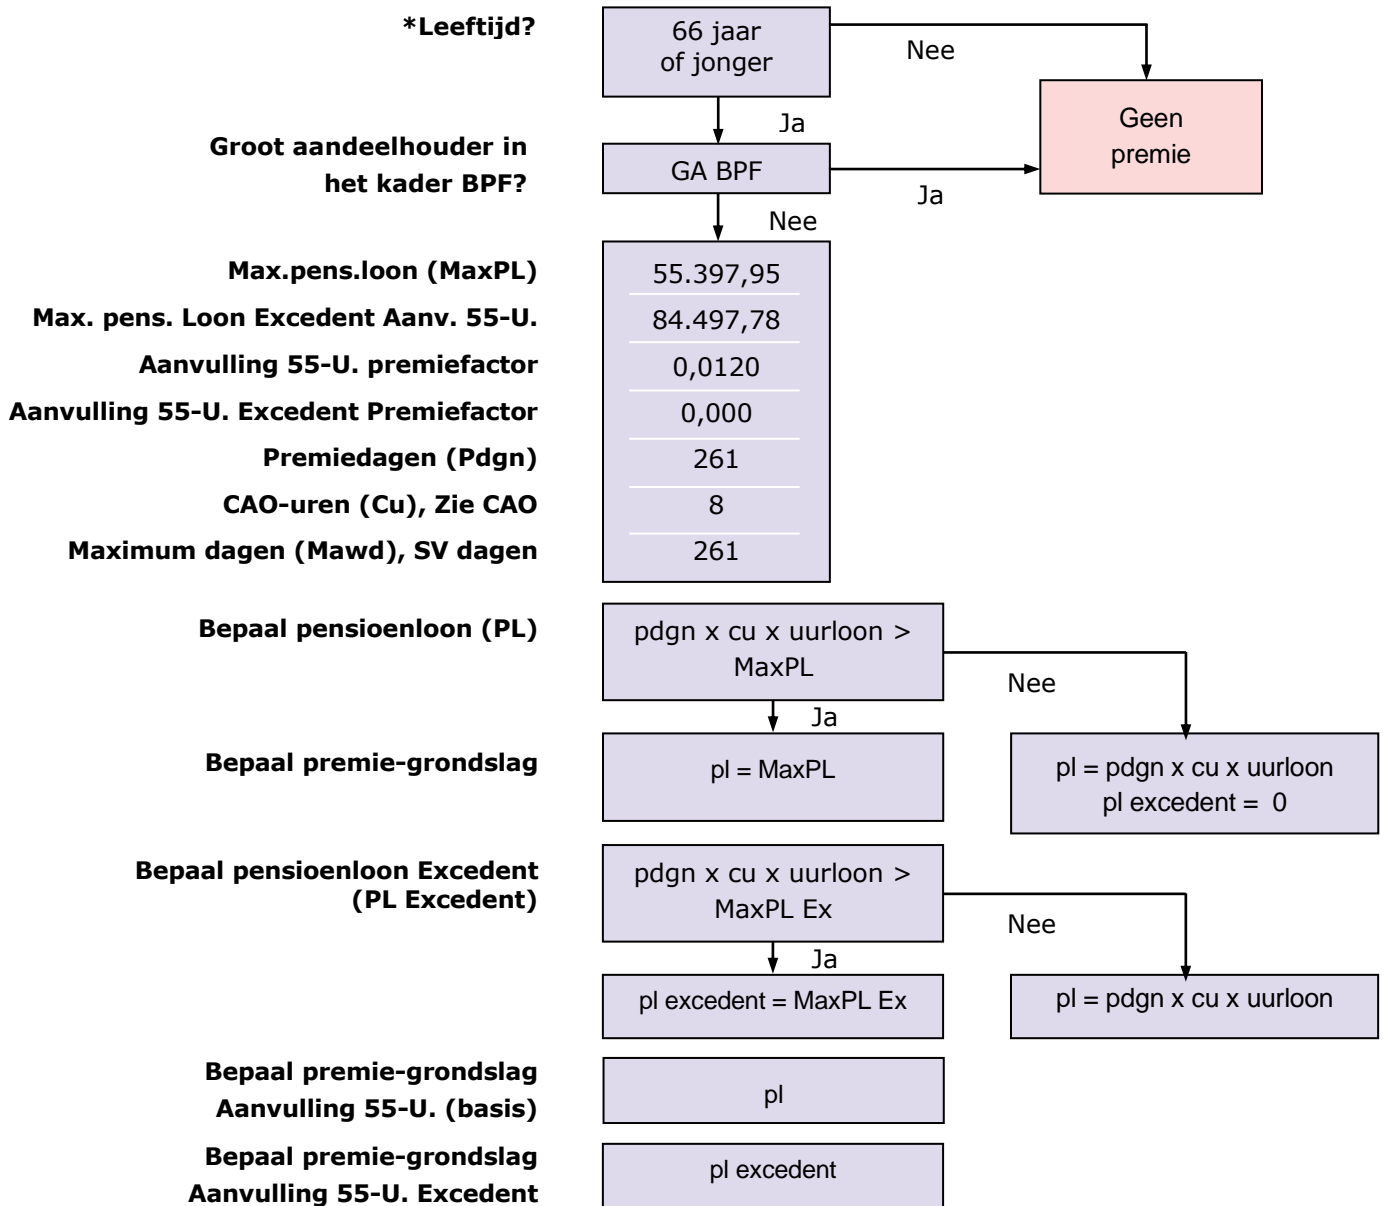 *Leeftijd?
66 jaar
of jonger
Nee
Ja
Geen
premie
Groot aandeelhouder in
het kader BPF?
GA BPF
Ja
Nee
Max.pens.loon (MaxPL)
55.397,95
Max. pens. Loon Excedent Aanv. 55-U.
84.497,78
Aanvulling 55-U. premiefactor
0,0120
Aanvulling 55-U. Excedent Premiefactor
0,000
Premiedagen (Pdgn)
261
CAO-uren (Cu), Zie CAO
8
Maximum dagen (Mawd), SV dagen
261
Bepaal pensioenloon (PL)
pdgn x cu x uurloon >
MaxPL
Nee
Ja
Bepaal premie-grondslag
pl = MaxPL
pl = pdgn x cu x uurloon
pl excedent = 0
Bepaal pensioenloon Excedent
(PL Excedent)
pdgn x cu x uurloon >
MaxPL Ex
Nee
Ja
pl excedent = MaxPL Ex
pl = pdgn x cu x uurloon
Bepaal premie-grondslag
Aanvulling 55-U. (basis)
pl
Bepaal premie-grondslag
Aanvulling 55-U. Excedent
pl excedent